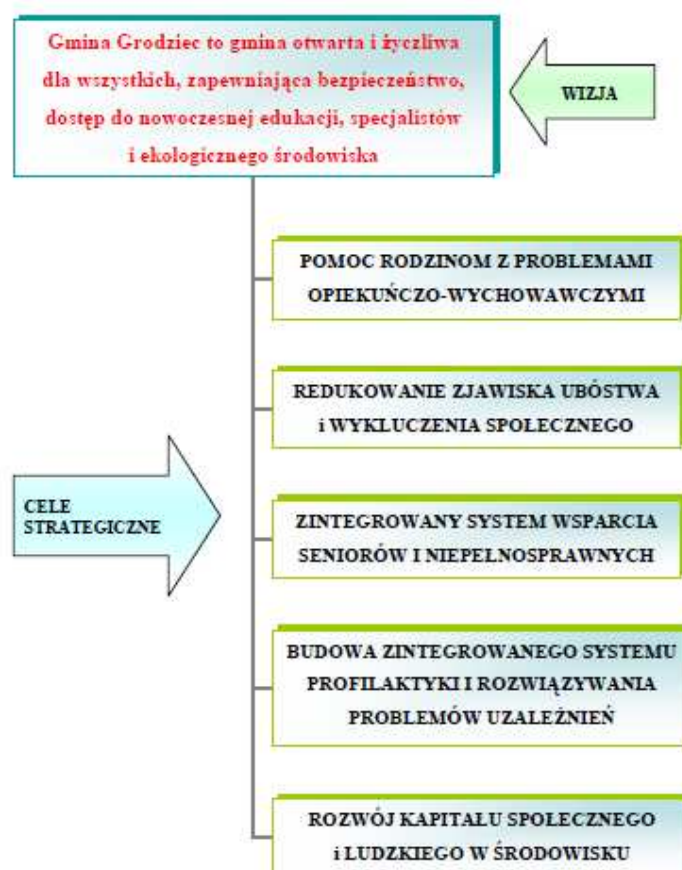 Gmina Grodziec to gmina otwarta i życzliwa
dla wszystkich, zapewniająca bezpieczeństwo,
dostęp do nowoczesnej edukacji, specjalistów
i ekologicznego środowiska
WIZJA
POMOC RODZINOM Z PROBLEMAMI
OPIEKUŃCZO-WYCHOWAWCZYMI
REDUKOWANIE ZJAWISKA UBÓSTWA
i WYKLUCZENIA SPOŁECZNEGO
CELE
STRATEGICZNE
ZINTEGROWANY SYSTEM WSPARCIA
SENIORÓW I NIEPEŁNOSPRAWNYCH
BUDOWA ZINTEGROWANEGO SYSTEMU
PROFILAKTYKI I ROZWIĄZYWANIA
PROBLEMÓW UZALEŻNIEŃ
ROZWÓJ KAPITAŁU SPOŁECZNEGO
i LUDZKIEGO W ŚRODOWISKU